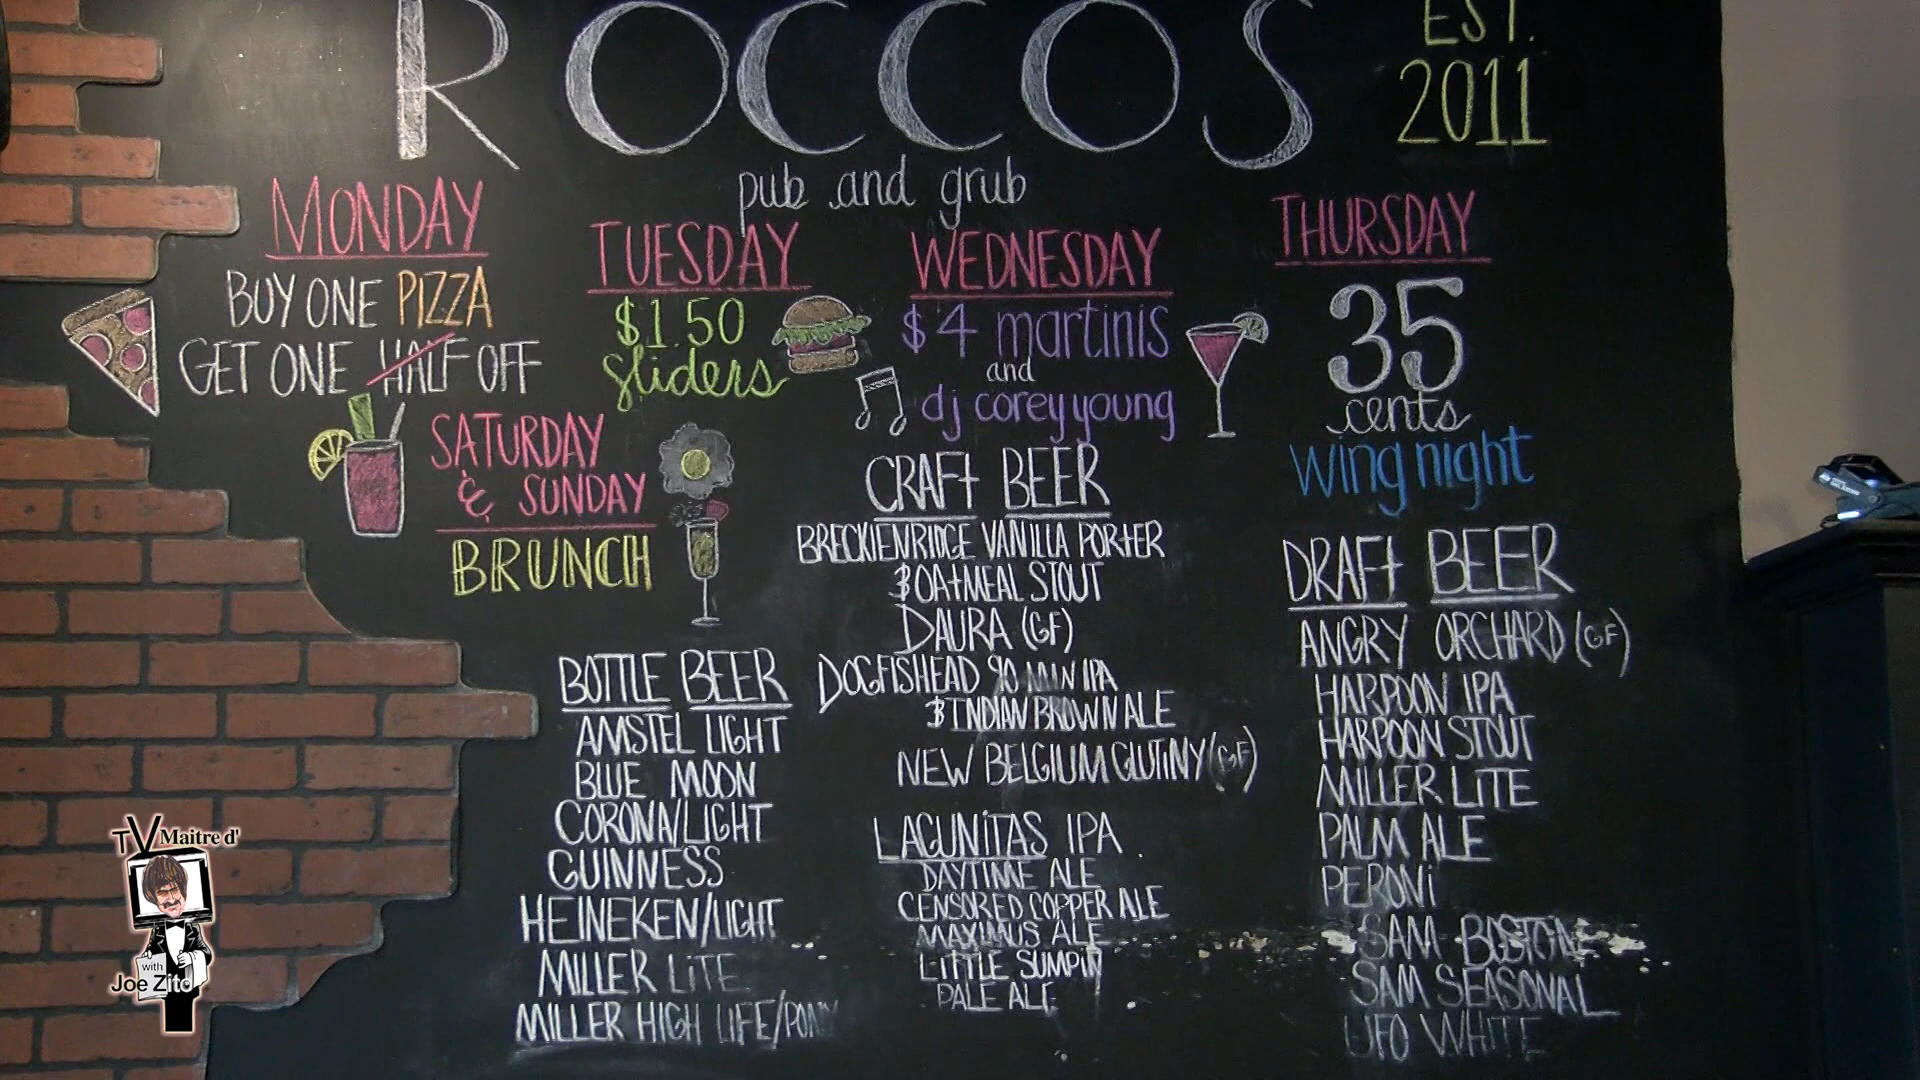 ROCCOS
EST.
2011
pub and grub
MONDAY
BUY ONE PIZZA
GET ONE HALF OFF
TUESDAY
$1.50
sliders
WEDNESDAY
$4 martinis
and
dj corey young
THURSDAY
35
cents
wing night
SATURDAY
& SUNDAY
BRUNCH
BOTTLE BEER
AMSTEL LIGHT
BLUE MOON
CORONA/LIGHT
GUINNESS
HEINEKEN/LIGHT
MILLER LITE
MILLER HIGH LIFE/PONY
CRAFT BEER
BRECKIENRIDGE VANILLA PORTER
& OATMEAL STOUT
DAURA (GF)
DOGFISHEAD 90 MIN IPA
& INDIAN BROWN ALE
NEW BELGIUM GLUTINY (GF)
LAGUNITAS IPA
DAYTIME ALE
CENSORED COPPER ALE
MAXIMUS ALE
LITTLE SUMPIN
PALE ALE
DRAFT BEER
ANGRY ORCHARD (GF)
HARPOON IPA
HARPOON STOUT
MILLER LITE
PALM ALE
PERONI
SAM BOSTON
SAM SEASONAL
UFO WHITE
TV Maitre d'
with
Joe Zito